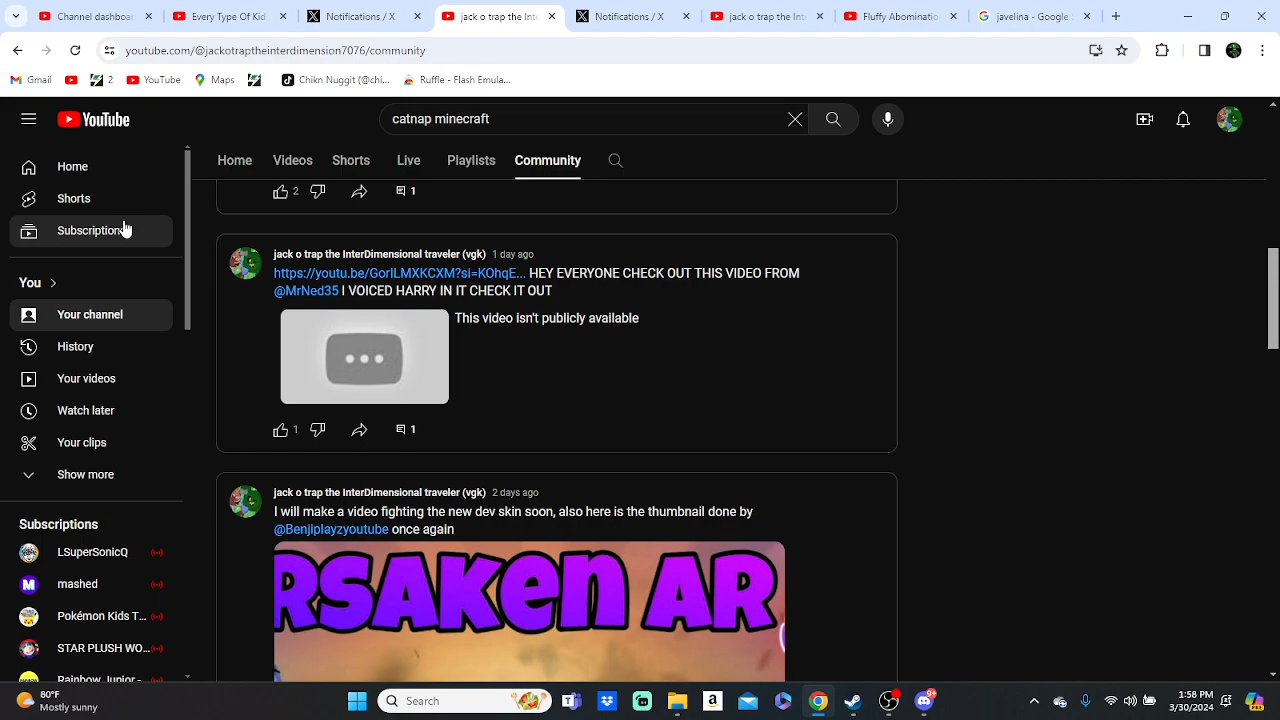 Channel dashboard
Every Type Of Kid
Notifications / X
jack o trap the Inter
Notifications / X
jack o trap the inter
Fluffy Abomination
javelina - Google S
youtube.com/@jackotraptheinterdimension7076/community
Gmail
2
YouTube
Maps
Chikn Nuggit (@chi...
Ruffle - Flash Emula...
YouTube
catnap minecraft
Home
Shorts
Subscriptions
You
Your channel
History
Your videos
Watch later
Your clips
Show more
Subscriptions
LSuperSonicQ
M mashed
Pokémon Kids T...
STAR PLUSH WO...
Rainbow Junior -
Home Videos Shorts Live Playlists Community
2 1
jack o trap the InterDimensional traveler (vgk) 1 day ago
https://youtu.be/GorlLMXKCXM?si=KOhqE... HEY EVERYONE CHECK OUT THIS VIDEO FROM
@MrNed35 I VOICED HARRY IN IT CHECK IT OUT
This video isn't publicly available
1 1
jack o trap the InterDimensional traveler (vgk) 2 days ago
I will make a video fighting the new dev skin soon, also here is the thumbnail done by
@Benjiplayzyoutube once again
RSAKEN AR
80°F
Mostly sunny
Search
1:58 PM
3/30/2024